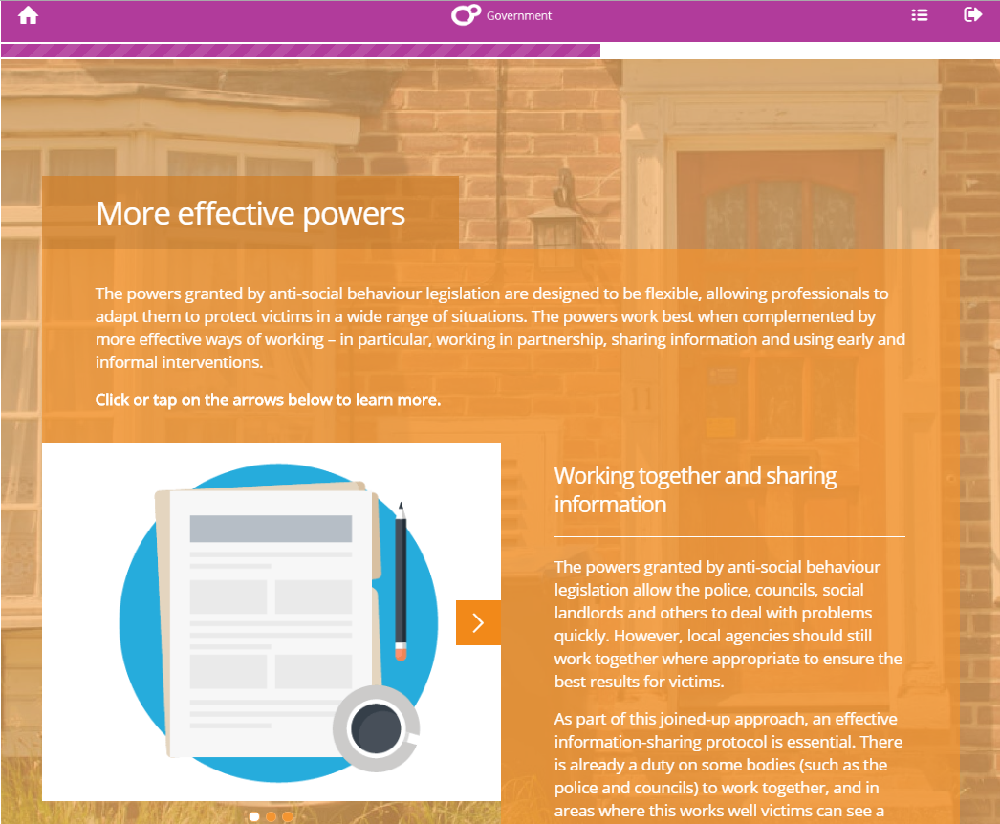 Government
More effective powers
The powers granted by anti-social behaviour legislation are designed to be flexible, allowing professionals to
adapt them to protect victims in a wide range of situations. The powers work best when complemented by
more effective ways of working – in particular, working in partnership, sharing information and using early and
informal interventions.
Click or tap on the arrows below to learn more.
Working together and sharing
information
The powers granted by anti-social behaviour
legislation allow the police, councils, social
landlords and others to deal with problems
quickly. However, local agencies should still
work together where appropriate to ensure the
best results for victims.
As part of this joined-up approach, an effective
information-sharing protocol is essential. There
is already a duty on some bodies (such as the
police and councils) to work together, and in
areas where this works well victims can see a